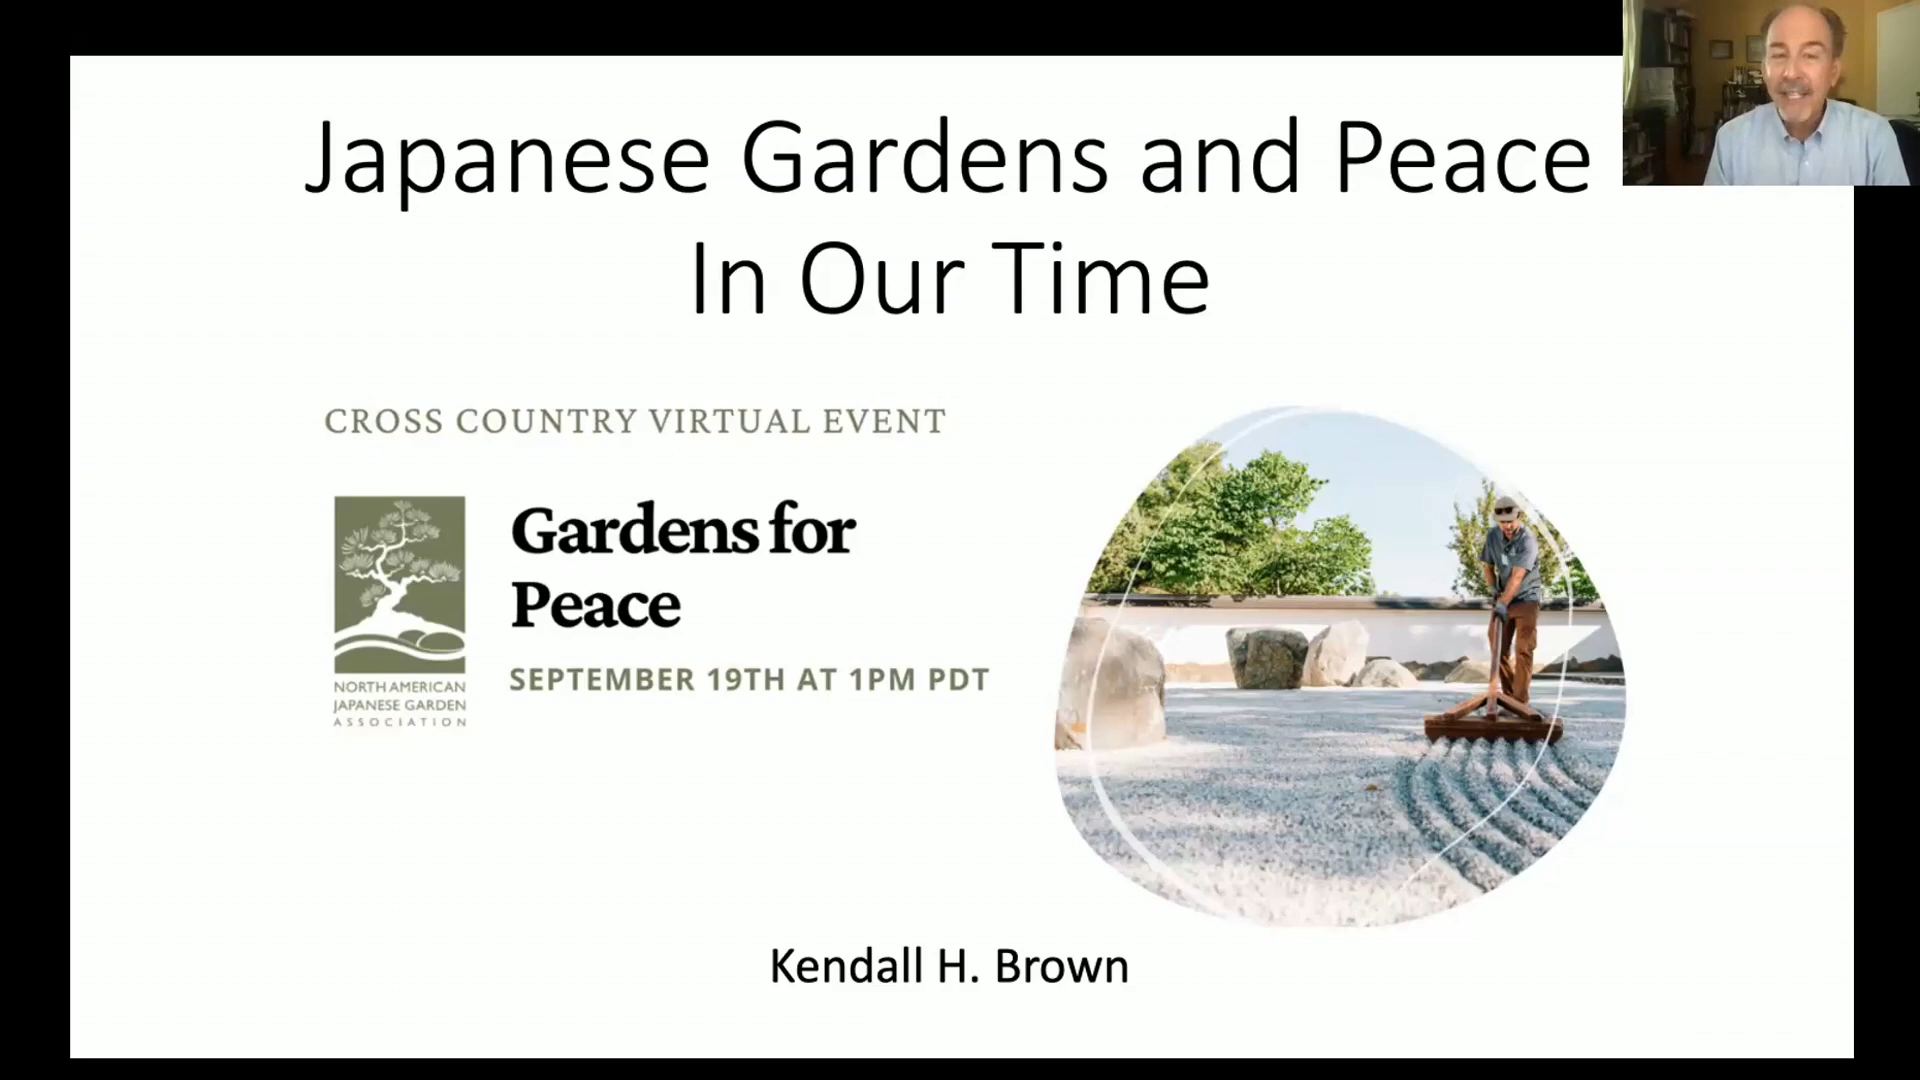 Japanese Gardens and Peace
In Our Time
CROSS COUNTRY VIRTUAL EVENT
Gardens for
Peace
SEPTEMBER 19TH AT 1PM PDT
NORTH AMERICAN
JAPANESE GARDEN
ASSOCIATION
Kendall H. Brown